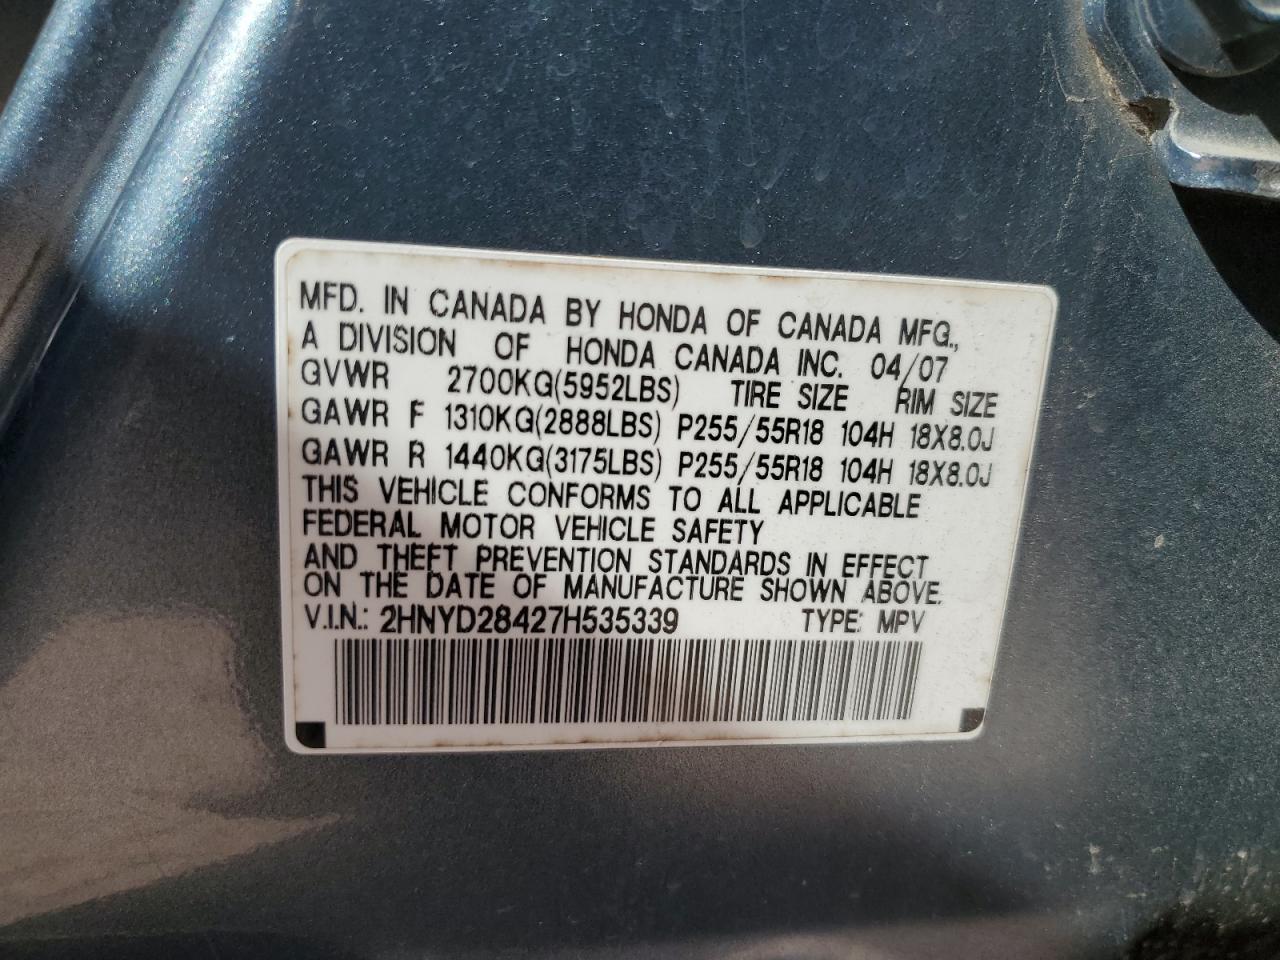 MFD. IN CANADA BY HONDA OF CANADA MFG.,
A DIVISION OF HONDA CANADA INC. 04/07
GVWR 2700KG(5952LBS) TIRE SIZE RIM SIZE
GAWR F 1310KG(2888LBS) P255/55R18 104H 18X8.0J
GAWR R 1440KG(3175LBS) P255/55R18 104H 18X8.0J
THIS VEHICLE CONFORMS TO ALL APPLICABLE
FEDERAL MOTOR VEHICLE SAFETY
AND THEFT PREVENTION STANDARDS IN EFFECT
ON THE DATE OF MANUFACTURE SHOWN ABOVE.
V.I.N.: 2HNYD28427H535339 TYPE: MPV